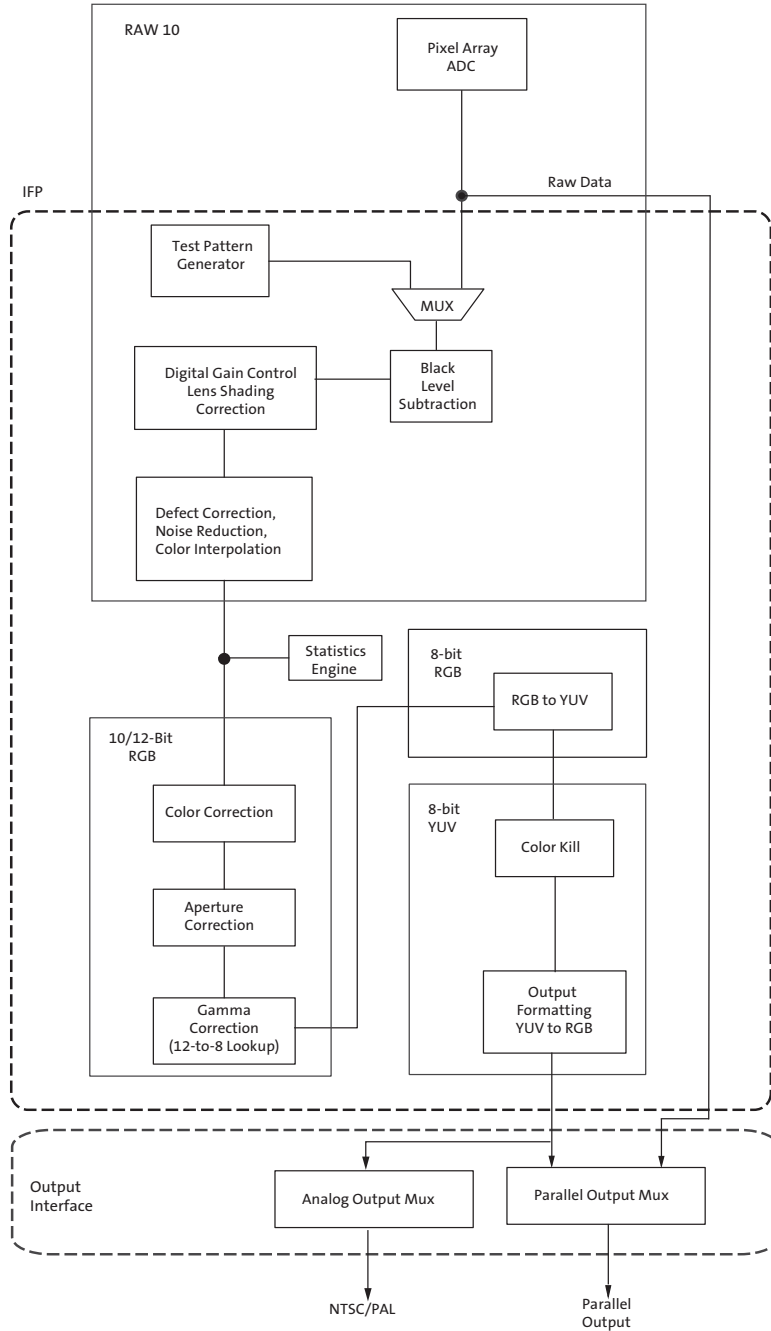 RAW 10
Pixel Array
ADC
IFP
Raw Data
Test Pattern
Generator
MUX
Digital Gain Control
Lens Shading
Correction
Black
Level
Subtraction
Defect Correction,
Noise Reduction,
Color Interpolation
Statistics
Engine
8-bit
RGB
RGB to YUV
10/12-Bit
RGB
Color Correction
8-bit
YUV
Color Kill
Aperture
Correction
Gamma
Correction
(12-to-8 Lookup)
Output
Formatting
YUV to RGB
Output
Interface
Analog Output Mux
Parallel Output Mux
NTSC/PAL
Parallel
Output